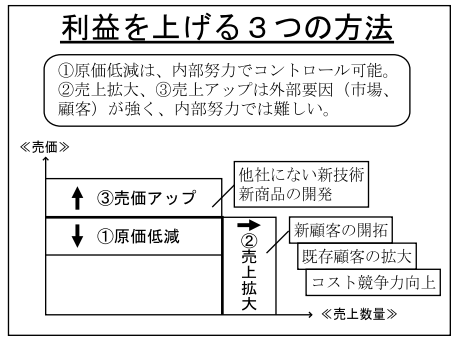 利益を上げる３つの方法
①原価低減は、内部努力でコントロール可能。
②売上拡大、③売上アップは外部要因（市場、
顧客）が強く、内部努力では難しい。
≪売価≫
他社にない新技術
新商品の開発
③売価アップ
①原価低減
②売上拡大
新顧客の開拓
既存顧客の拡大
コスト競争力向上
≪売上数量≫